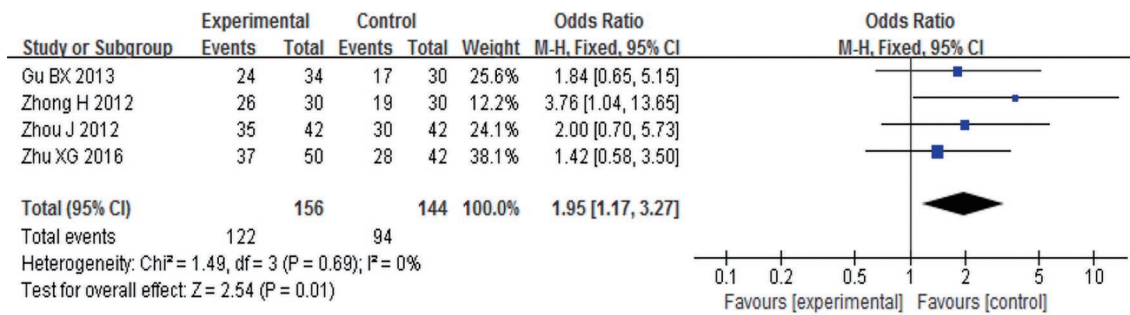 Experimental Control Odds Ratio Odds Ratio
Study or Subgroup Events Total Events Total Weight M-H, Fixed, 95% CI M-H, Fixed, 95% CI
Gu BX 2013 24 34 17 30 25.6% 1.84 [0.65, 5.15]
Zhong H 2012 26 30 19 30 12.2% 3.76 [1.04, 13.65]
Zhou J 2012 35 42 30 42 24.1% 2.00 [0.70, 5.73]
Zhu XG 2016 37 50 28 42 38.1% 1.42 [0.58, 3.50]
Total (95% CI) 156 144 100.0% 1.95 [1.17, 3.27]
Total events 122 94
Heterogeneity: Chi² = 1.49, df = 3 (P = 0.69); I² = 0%
Test for overall effect: Z = 2.54 (P = 0.01)
0.1 0.2 0.5 1 2 5 10
Favours [experimental] Favours [control]